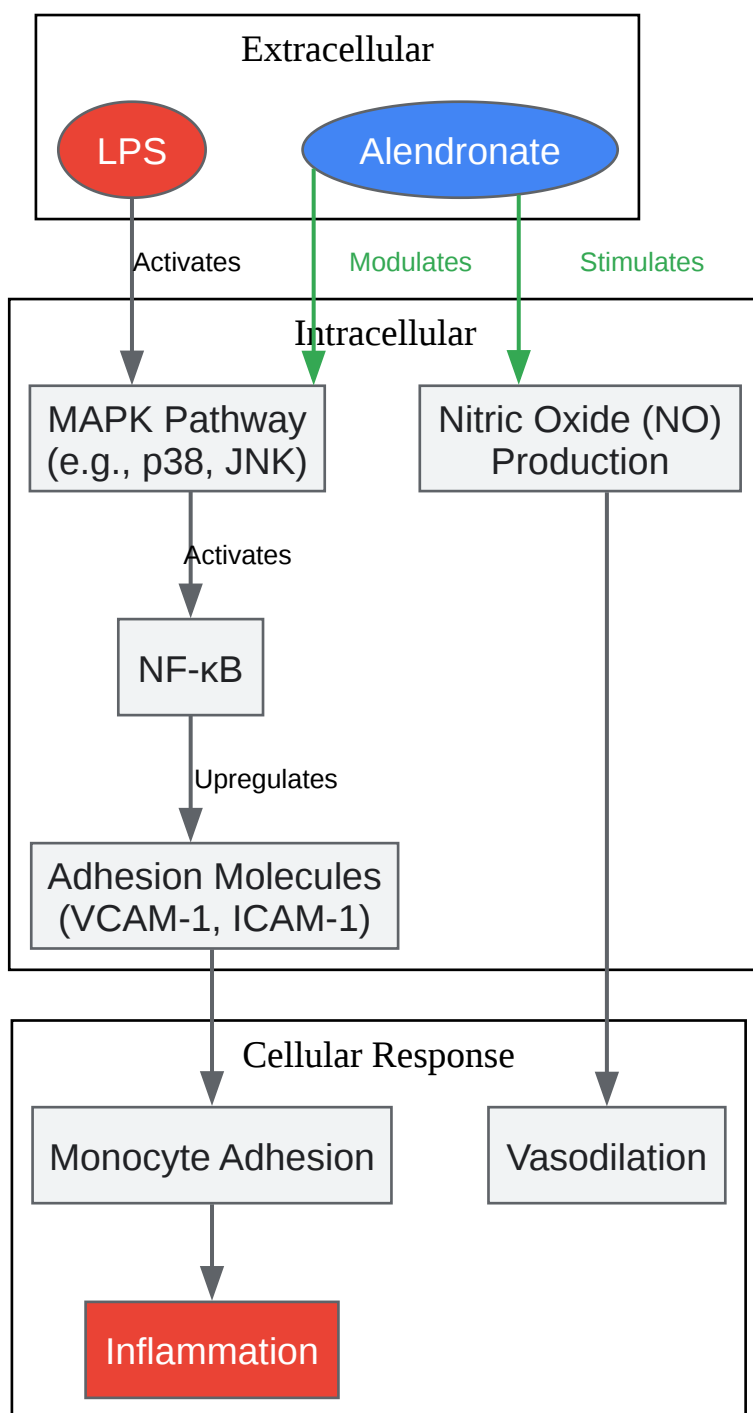 Extracellular
LPS
Alendronate
Activates
Modulates
Stimulates
Intracellular
MAPK Pathway
(e.g., p38, JNK)
Nitric Oxide (NO)
Production
Activates
NF-κB
Upregulates
Adhesion Molecules
(VCAM-1, ICAM-1)
Cellular Response
Monocyte Adhesion
Vasodilation
Inflammation